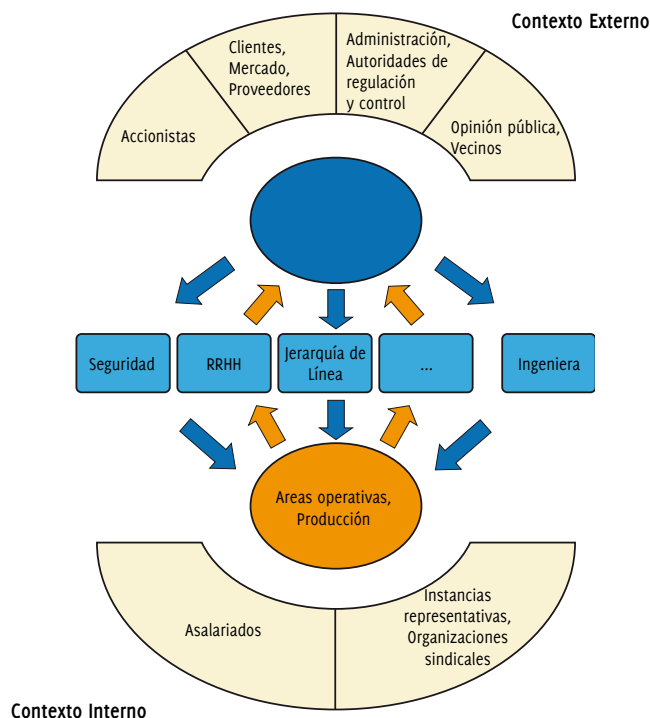 Contexto Externo
Clientes,
Mercado,
Proveedores
Administración,
Autoridades de
regulación
y control
Accionistas
Opinión pública,
Vecinos
Seguridad
RRHH
Jerarquía de
Línea
...
Ingeniera
Areas operativas,
Producción
Asalariados
Instancias
representativas,
Organizaciones
sindicales
Contexto Interno